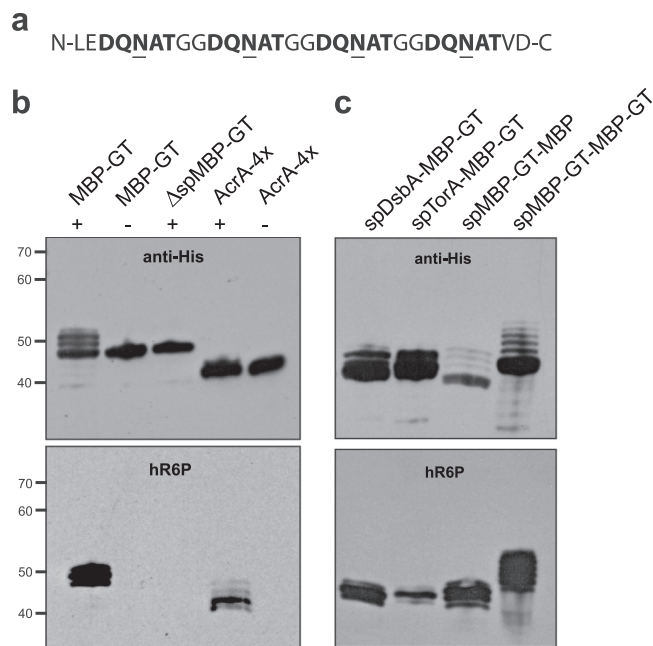 a
N-LEDQNATGGDQNATGGDQNATGGDQNATVD-C
b
MBP-GT MBP-GT ΔspMBP-GT AcrA-4x AcrA-4x
+ - + + -
anti-His
70
60
50
40
hR6P
70
60
50
40
c
spDsbA-MBP-GT spTorA-MBP-GT spMBP-GT-MBP spMBP-GT-MBP-GT
anti-His
hR6P